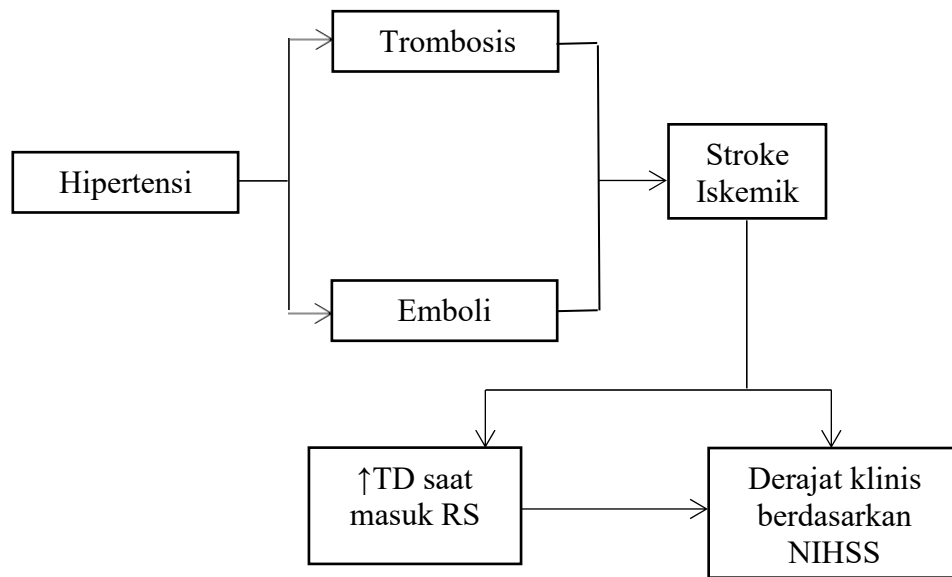 Trombosis
Hipertensi
Stroke
Iskemik
Emboli
↑TD saat
masuk RS
Derajat klinis
berdasarkan
NIHSS